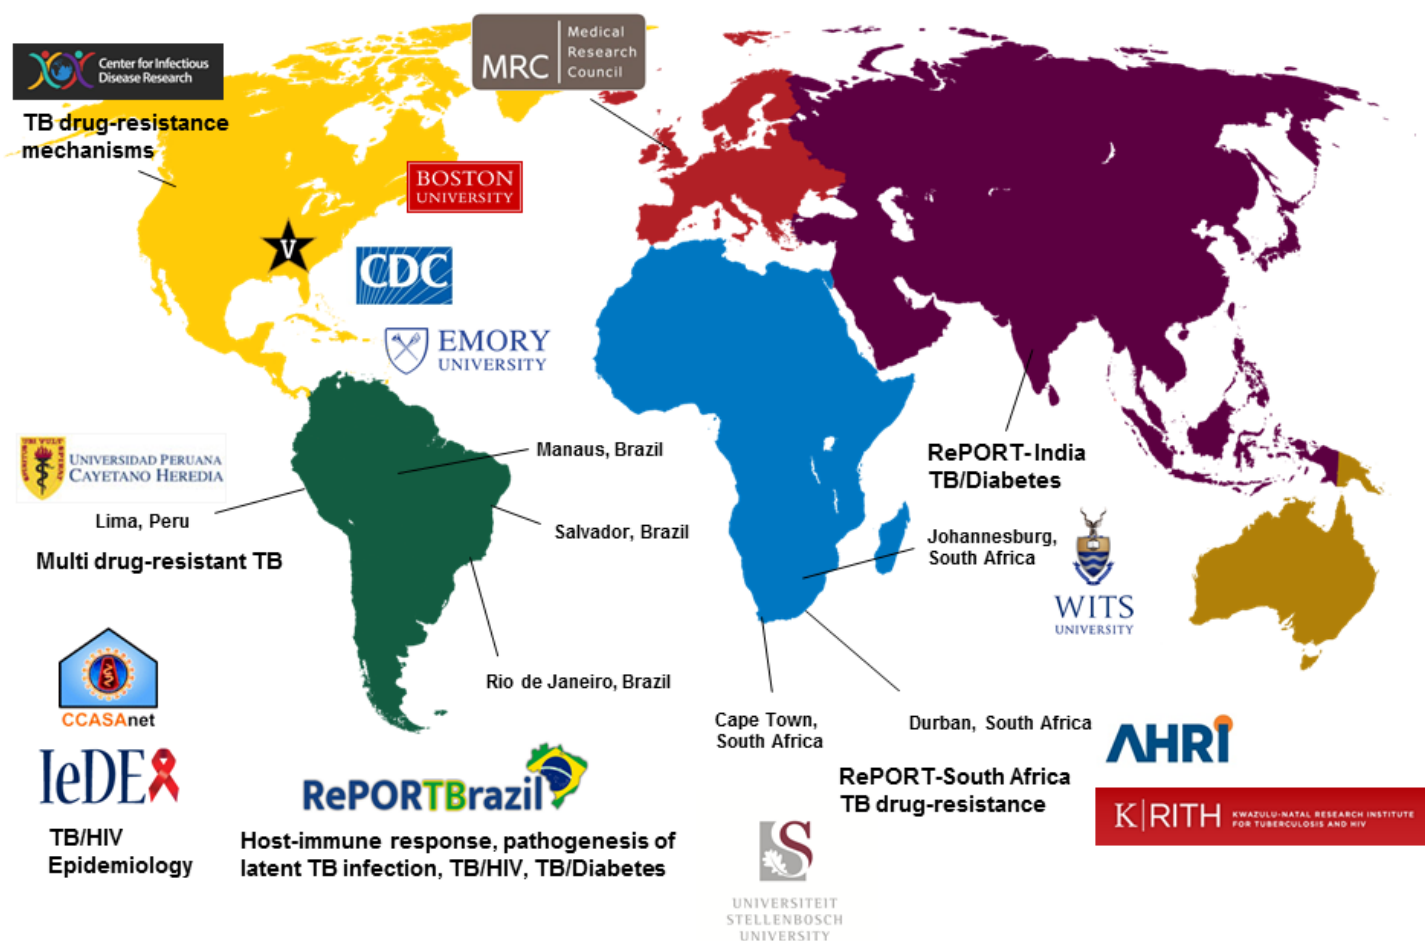 Center for Infectious
Disease Research
TB drug-resistance
mechanisms
MRC
Medical
Research
Council
BOSTON
UNIVERSITY
V
CDC
EMORY
UNIVERSITY
UNIVERSIDAD PERUANA
CAYETANO HEREDIA
Lima, Peru
Multi drug-resistant TB
Manaus, Brazil
Salvador, Brazil
Rio de Janeiro, Brazil
RePORT-India
TB/Diabetes
Johannesburg,
South Africa
WITS
UNIVERSITY
Cape Town,
South Africa
Durban, South Africa
RePORT-South Africa
TB drug-resistance
AHRI
K RITH
KWAZULU-NATAL RESEARCH INSTITUTE
FOR TUBERCULOSIS AND HIV
CCASAnet
IeDEA
TB/HIV
Epidemiology
RePORTBrazil
Host-immune response, pathogenesis of
latent TB infection, TB/HIV, TB/Diabetes
S
UNIVERSITEIT
STELLENBOSCH
UNIVERSITY